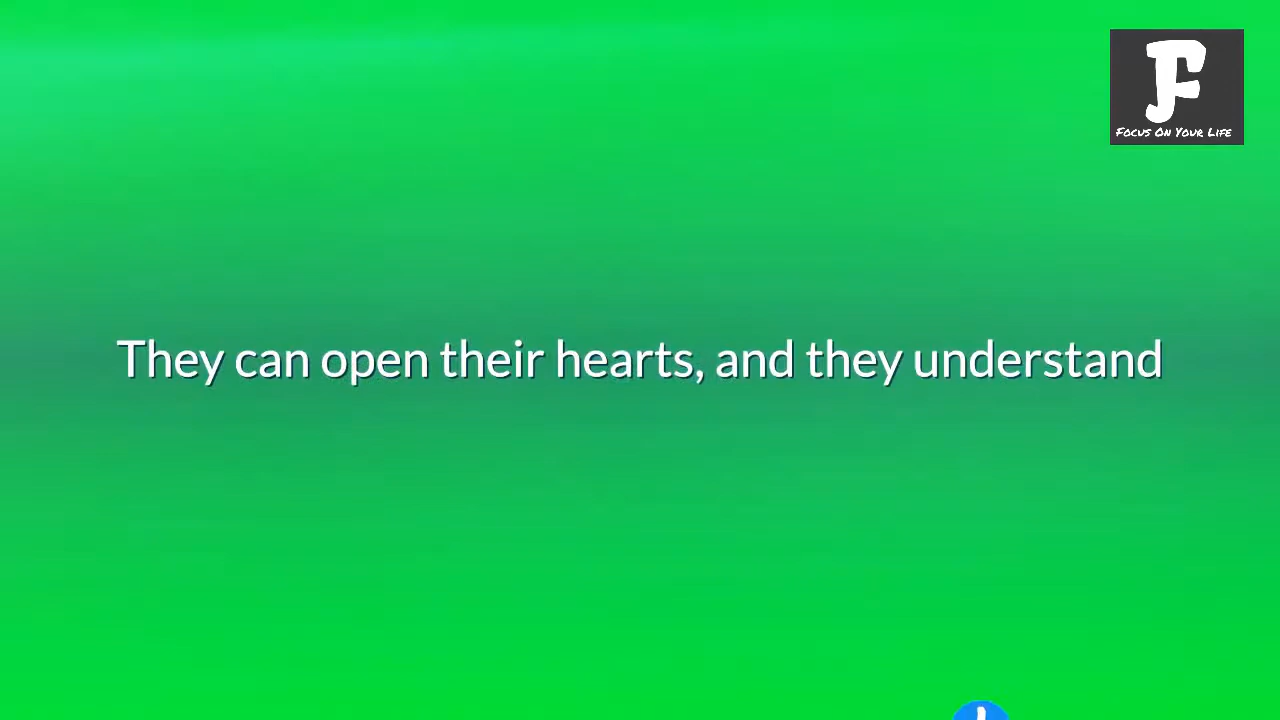 F
Focus On Your Life
They can open their hearts, and they understand